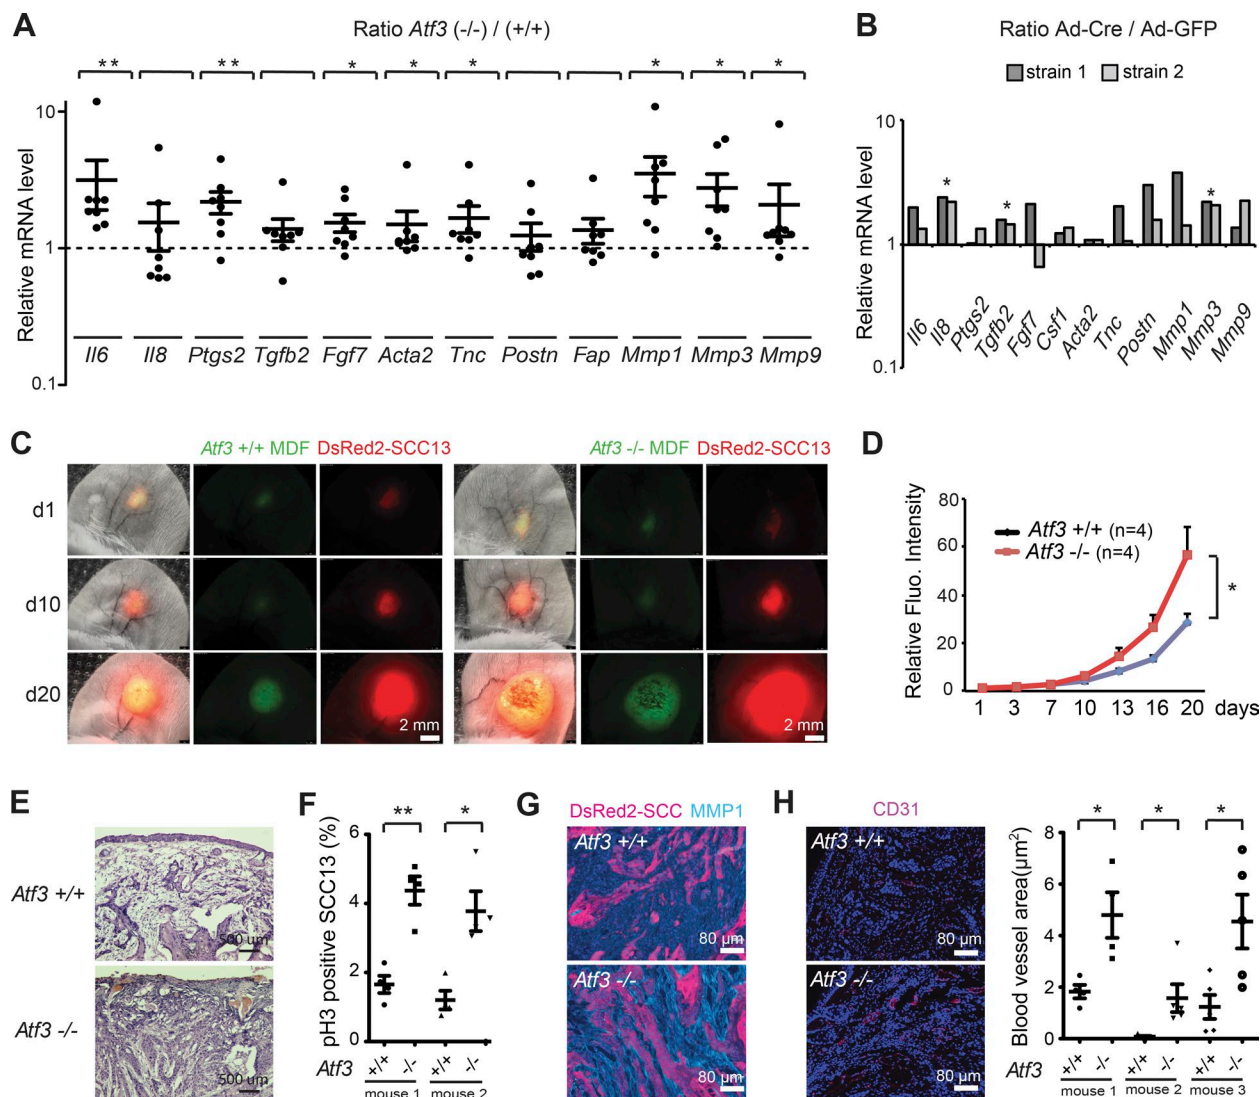 A
Ratio Atf3 (-/-) / (+/+)
** ** * * * * * *
Relative mRNA level
10
1
0.1
Il6 Il8 Ptgs2 Tgfb2 Fgf7 Acta2 Tnc Postn Fap Mmp1 Mmp3 Mmp9
B
Ratio Ad-Cre / Ad-GFP
strain 1 strain 2
Relative mRNA level
10
1
0.1
* * *
Il6 Il8 Ptgs2 Tgfb2 Fgf7 Csf1 Acta2 Tnc Postn Mmp1 Mmp3 Mmp9
C
Atf3 +/+ MDF DsRed2-SCC13 Atf3 -/- MDF DsRed2-SCC13
d1
d10
d20
2 mm 2 mm
D
Relative Fluo. Intensity
80
60
40
20
0
Atf3 +/+ (n=4)
Atf3 -/- (n=4)
*
1 3 7 10 13 16 20 days
E
Atf3 +/+
500 um
Atf3 -/-
500 um
F
pH3 positive SCC13 (%)
** *
6
4
2
0
Atf3 +/+ -/- +/+ -/-
mouse 1 mouse 2
G
DsRed2-SCC MMP1
Atf3 +/+
80 µm
Atf3 -/-
80 µm
H
CD31
Atf3 +/+
80 µm
Atf3 -/-
80 µm
Blood vessel area(µm²)
* * *
8
6
4
2
0
Atf3 +/+ -/- +/+ -/- +/+ -/-
mouse 1 mouse 2 mouse 3